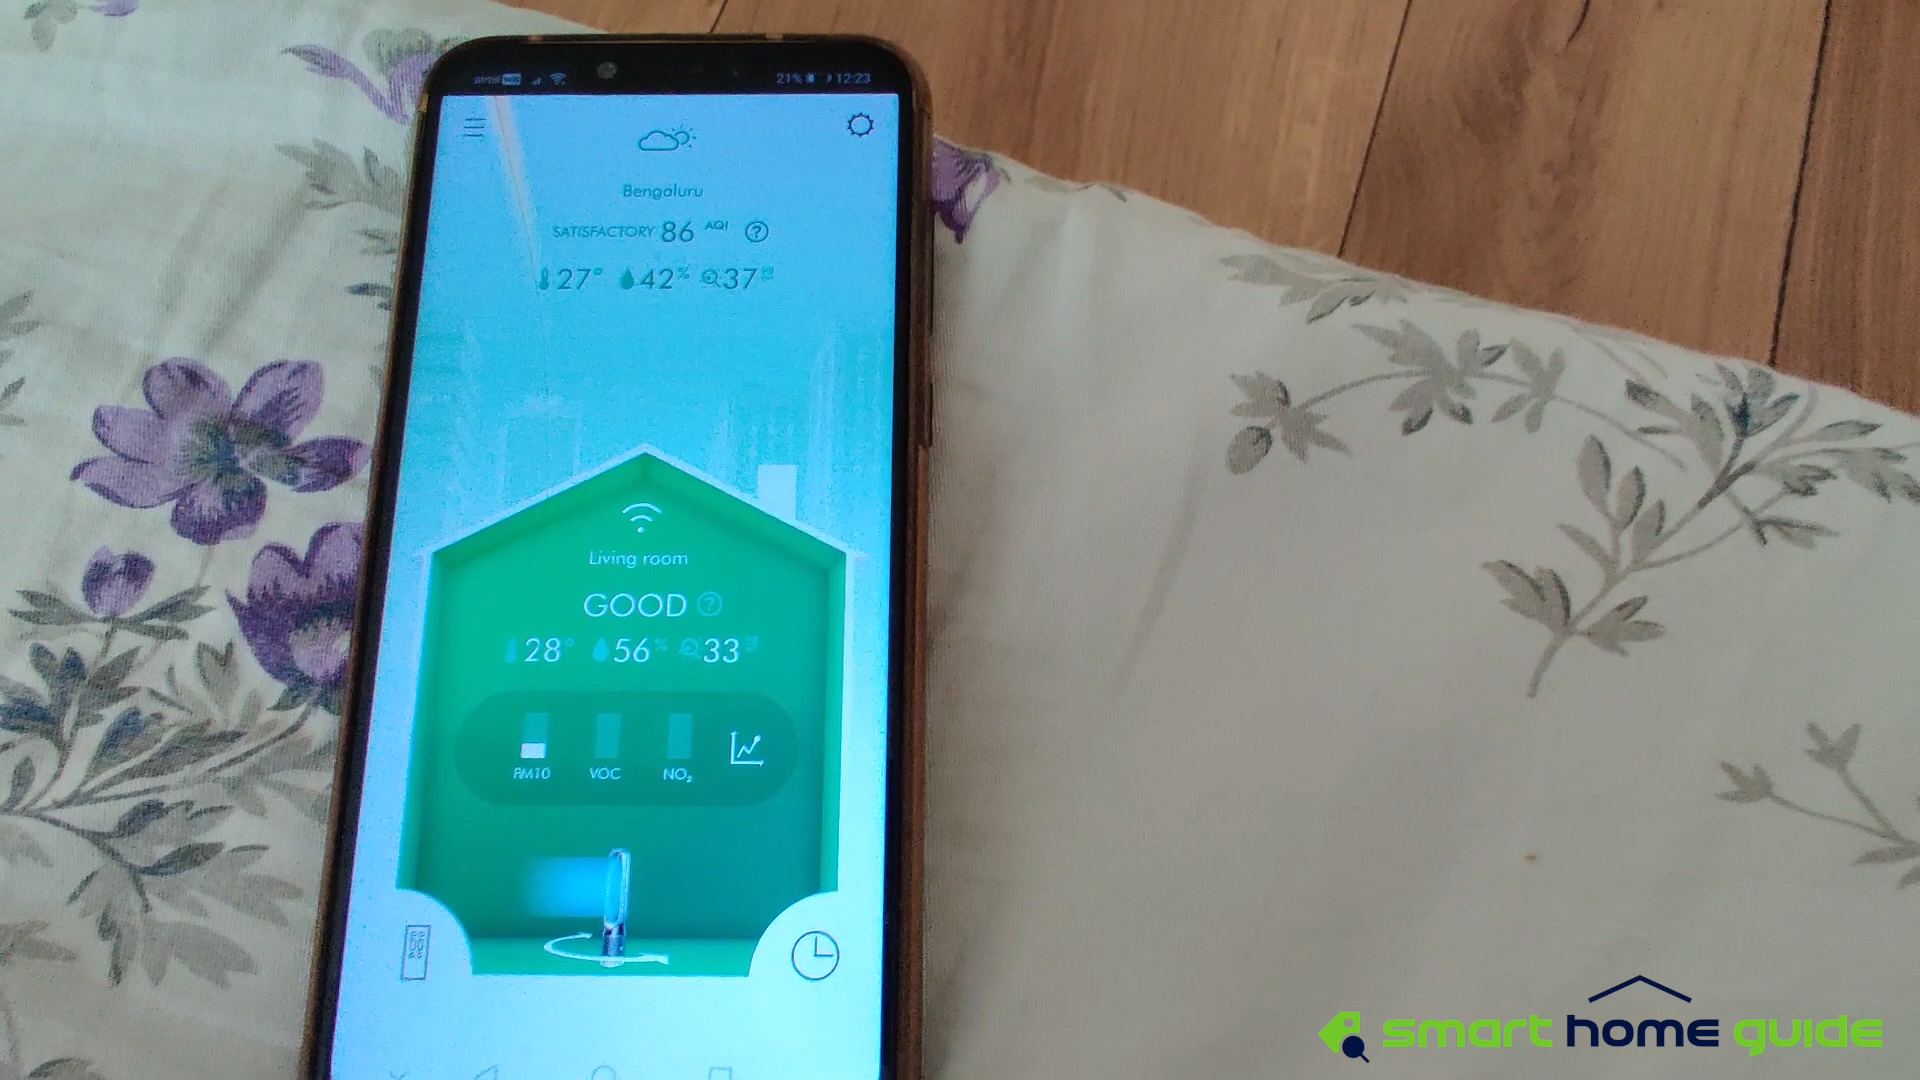 airtel
21% 12:23
Bengaluru
SATISFACTORY 86 AQI ?
27° 42% 37
Living room
GOOD ?
28° 56% 33
PM10 VOC NO₂
smart home guide